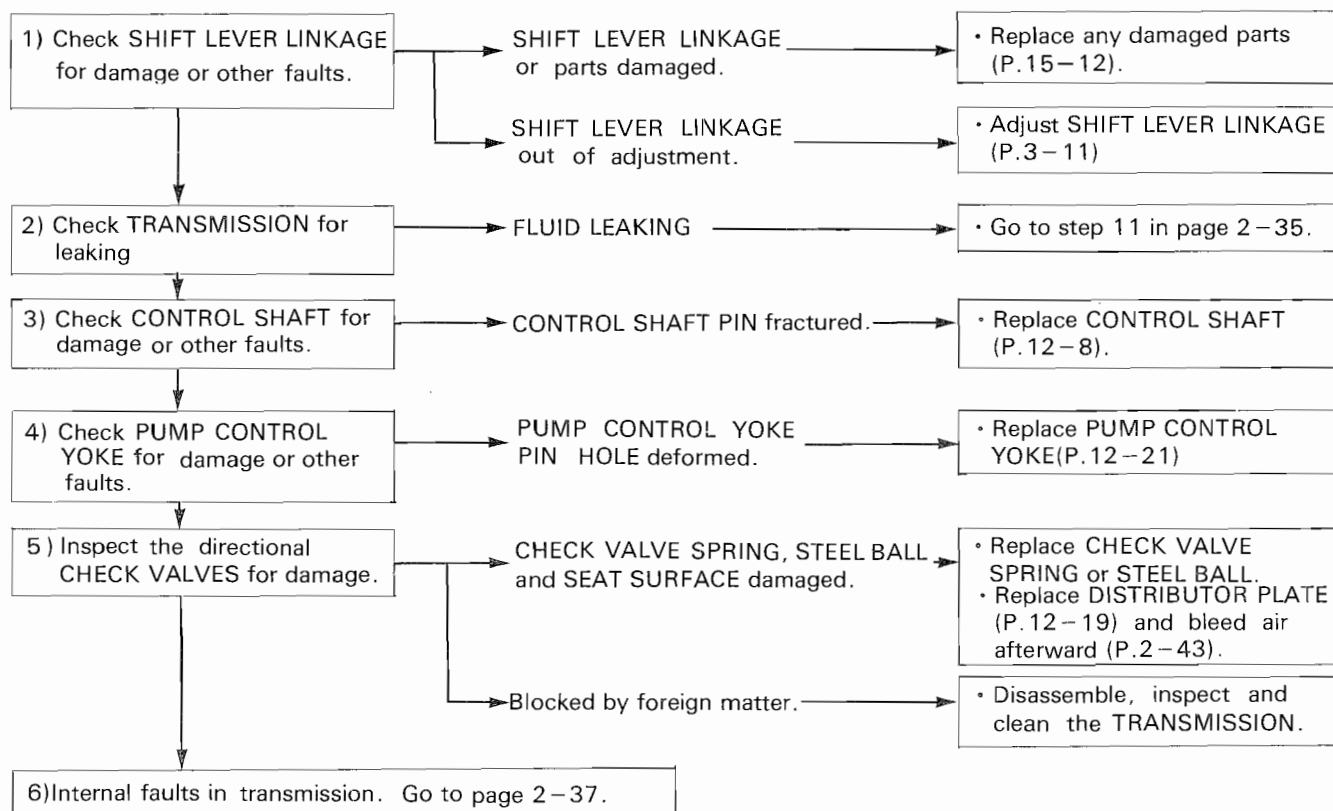 1) Check SHIFT LEVER LINKAGE
for damage or other faults.
SHIFT LEVER LINKAGE
or parts damaged.
・Replace any damaged parts
(P.15−12).
SHIFT LEVER LINKAGE
out of adjustment.
・Adjust SHIFT LEVER LINKAGE
(P.3−11)
2) Check TRANSMISSION for
leaking
FLUID LEAKING
・Go to step 11 in page 2−35.
3) Check CONTROL SHAFT for
damage or other faults.
CONTROL SHAFT PIN fractured.
・Replace CONTROL SHAFT
(P.12−8).
4) Check PUMP CONTROL
YOKE for damage or other
faults.
PUMP CONTROL YOKE
PIN HOLE deformed.
・Replace PUMP CONTROL
YOKE(P.12−21)
5) Inspect the directional
CHECK VALVES for damage.
CHECK VALVE SPRING, STEEL BALL
and SEAT SURFACE damaged.
・Replace CHECK VALVE
SPRING or STEEL BALL.
・Replace DISTRIBUTOR PLATE
(P.12−19) and bleed air
afterward (P.2−43).
Blocked by foreign matter.
・Disassemble, inspect and
clean the TRANSMISSION.
6)Internal faults in transmission. Go to page 2−37.